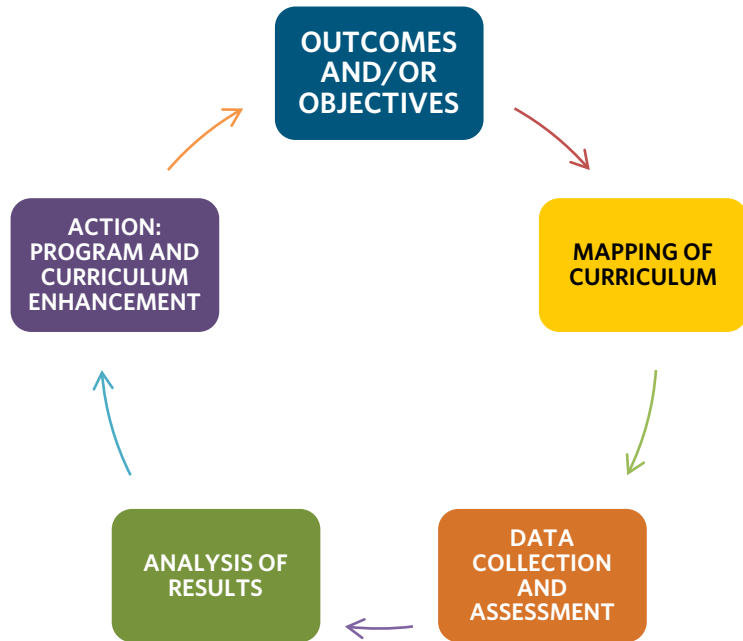 OUTCOMES
AND/OR
OBJECTIVES
MAPPING OF
CURRICULUM
DATA
COLLECTION
AND
ASSESSMENT
ANALYSIS OF
RESULTS
ACTION:
PROGRAM AND
CURRICULUM
ENHANCEMENT